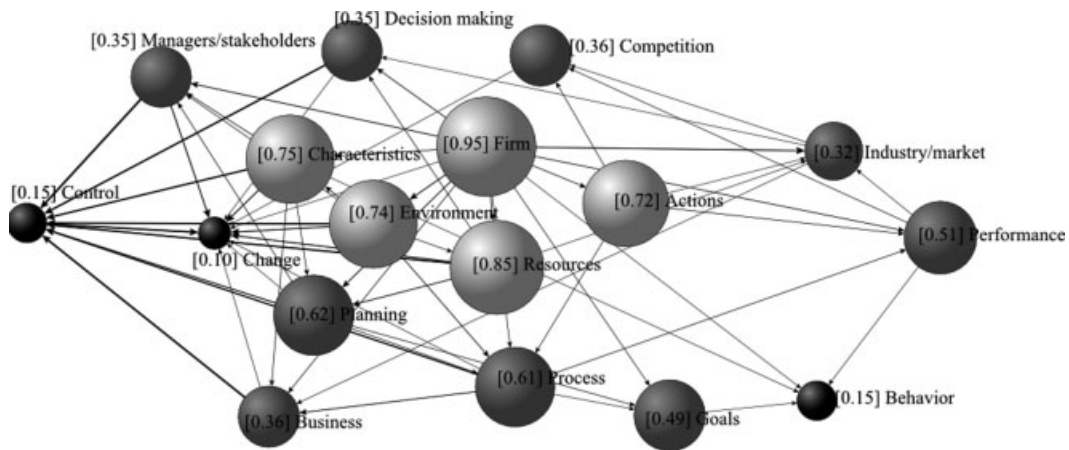 [0.35] Decision making
[0.35] Managers/stakeholders
[0.36] Competition
[0.75] Characteristics
[0.95] Firm
[0.32] Industry/market
[0.15] Control
[0.74] Environment
[0.72] Actions
[0.51] Performance
[0.10] Change
[0.85] Resources
[0.62] Planning
[0.61] Process
[0.36] Business
[0.49] Goals
[0.15] Behavior